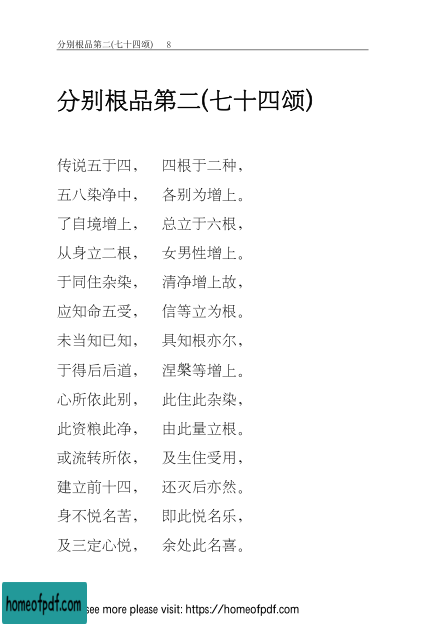 分别根品第二(七十四颂) 8
分别根品第二(七十四颂)
传说五于四， 四根于二种，
五八染净中， 各别为增上。
了自境增上， 总立于六根，
从身立二根， 女男性增上。
于同住杂染， 清净增上故，
应知命五受， 信等立为根。
未当知已知， 具知根亦尔，
于得后后道， 涅槃等增上。
心所依此别， 此住此杂染，
此资粮此净， 由此量立根。
或流转所依， 及生住受用，
建立前十四， 还灭后亦然。
身不悦名苦， 即此悦名乐，
及三定心悦， 余处此名喜。
homeofpdf.com see more please visit: https://homeofpdf.com